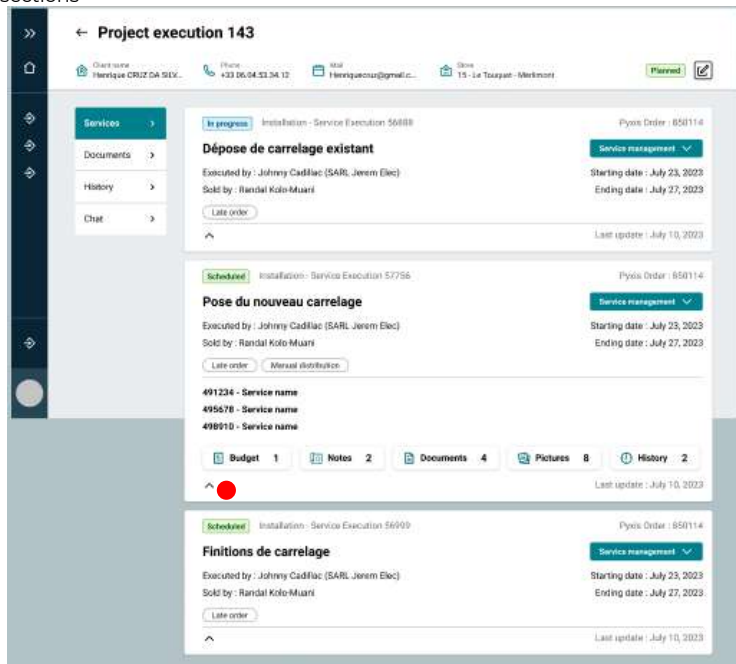 sections
Project execution 143
Client name
Henrique CRUZ DA SILV...
Phone
+33 06.04.53.34.12
Mail
Henriquecruz@gmail.c...
Store
15 - Le Touquet - Merlimont
Planned
Services
Documents
History
Chat
In progress
Installation - Service Execution 56888
Pyxis Order : 650114
Dépose de carrelage existant
Service management
Executed by : Johnny Cadillac (SARL Jerem Elec)
Starting date : July 23, 2023
Sold by : Randal Kolo-Muani
Ending date : July 27, 2023
Late order
Last update : July 10, 2023
Scheduled
Installation - Service Execution 57756
Pyxis Order : 650114
Pose du nouveau carrelage
Service management
Executed by : Johnny Cadillac (SARL Jerem Elec)
Starting date : July 23, 2023
Sold by : Randal Kolo-Muani
Ending date : July 27, 2023
Late order
Manual distribution
491234 - Service name
495678 - Service name
498910 - Service name
Budget 1
Notes 2
Documents 4
Pictures 8
History 2
Last update : July 10, 2023
Scheduled
Installation - Service Execution 56999
Pyxis Order : 650114
Finitions de carrelage
Service management
Executed by : Johnny Cadillac (SARL Jerem Elec)
Starting date : July 23, 2023
Sold by : Randal Kolo-Muani
Ending date : July 27, 2023
Late order
Last update : July 10, 2023